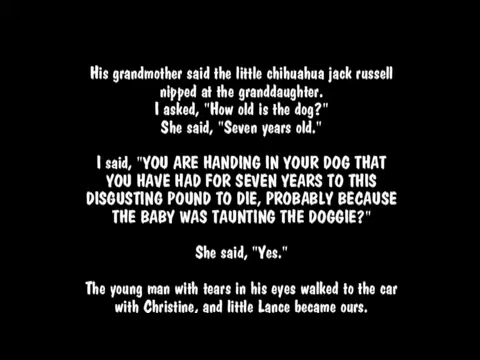 His grandmother said the little chihuahua jack russell
nipped at the granddaughter.
I asked, "How old is the dog?"
She said, "Seven years old."
I said, "YOU ARE HANDING IN YOUR DOG THAT
YOU HAVE HAD FOR SEVEN YEARS TO THIS
DISGUSTING POUND TO DIE, PROBABLY BECAUSE
THE BABY WAS TAUNTING THE DOGGIE?"
She said, "Yes."
The young man with tears in his eyes walked to the car
with Christine, and little Lance became ours.